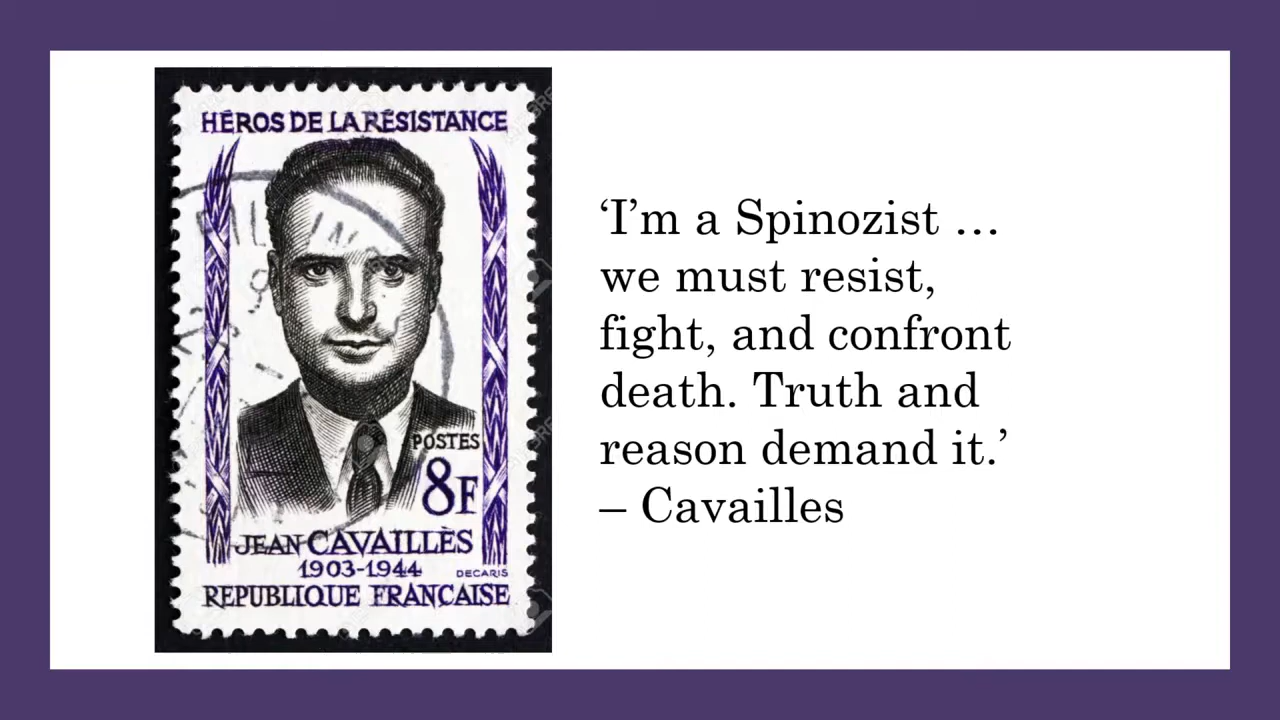 HÉROS DE LA RÉSISTANCE
POSTES
8F
JEAN CAVAILLÈS
1903-1944
DECARIS
REPUBLIQUE FRANÇAISE
‘I’m a Spinozist …
we must resist,
fight, and confront
death. Truth and
reason demand it.’
– Cavailles